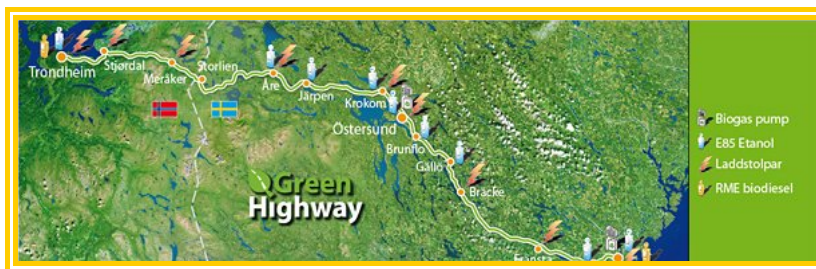 Trondheim
Stjørdal
Meråker
Storlien
Åre
Järpen
Krokom
Östersund
Brunflo
Gällö
Bräcke
Green
Highway
Biogas pump
E85 Etanol
Laddstolpar
RME biodiesel